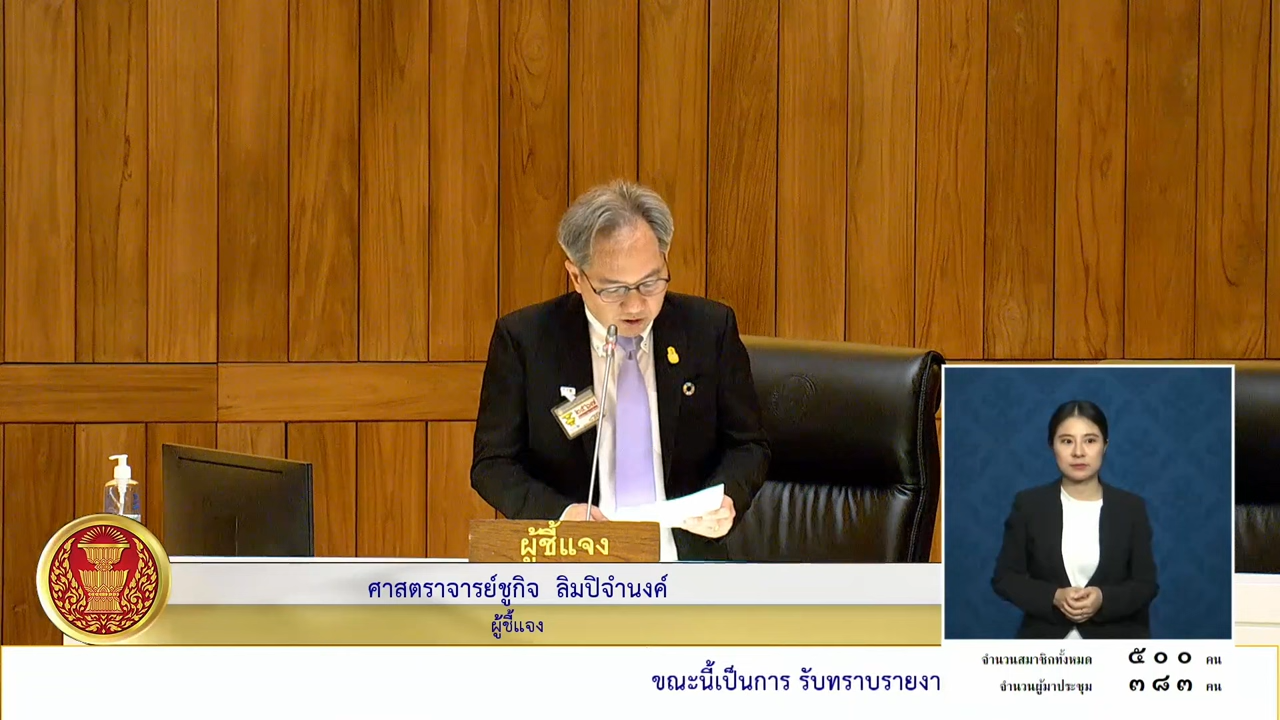 ผู้ชี้แจง
ศาสตราจารย์ชูกิจ ลิมปิจำนงค์
ผู้ชี้แจง
จำนวนสมาชิกทั้งหมด ๕๐๐ คน
จำนวนผู้มาประชุม ๓๘๓ คน
ขณะนี้เป็นการ รับทราบรายงา